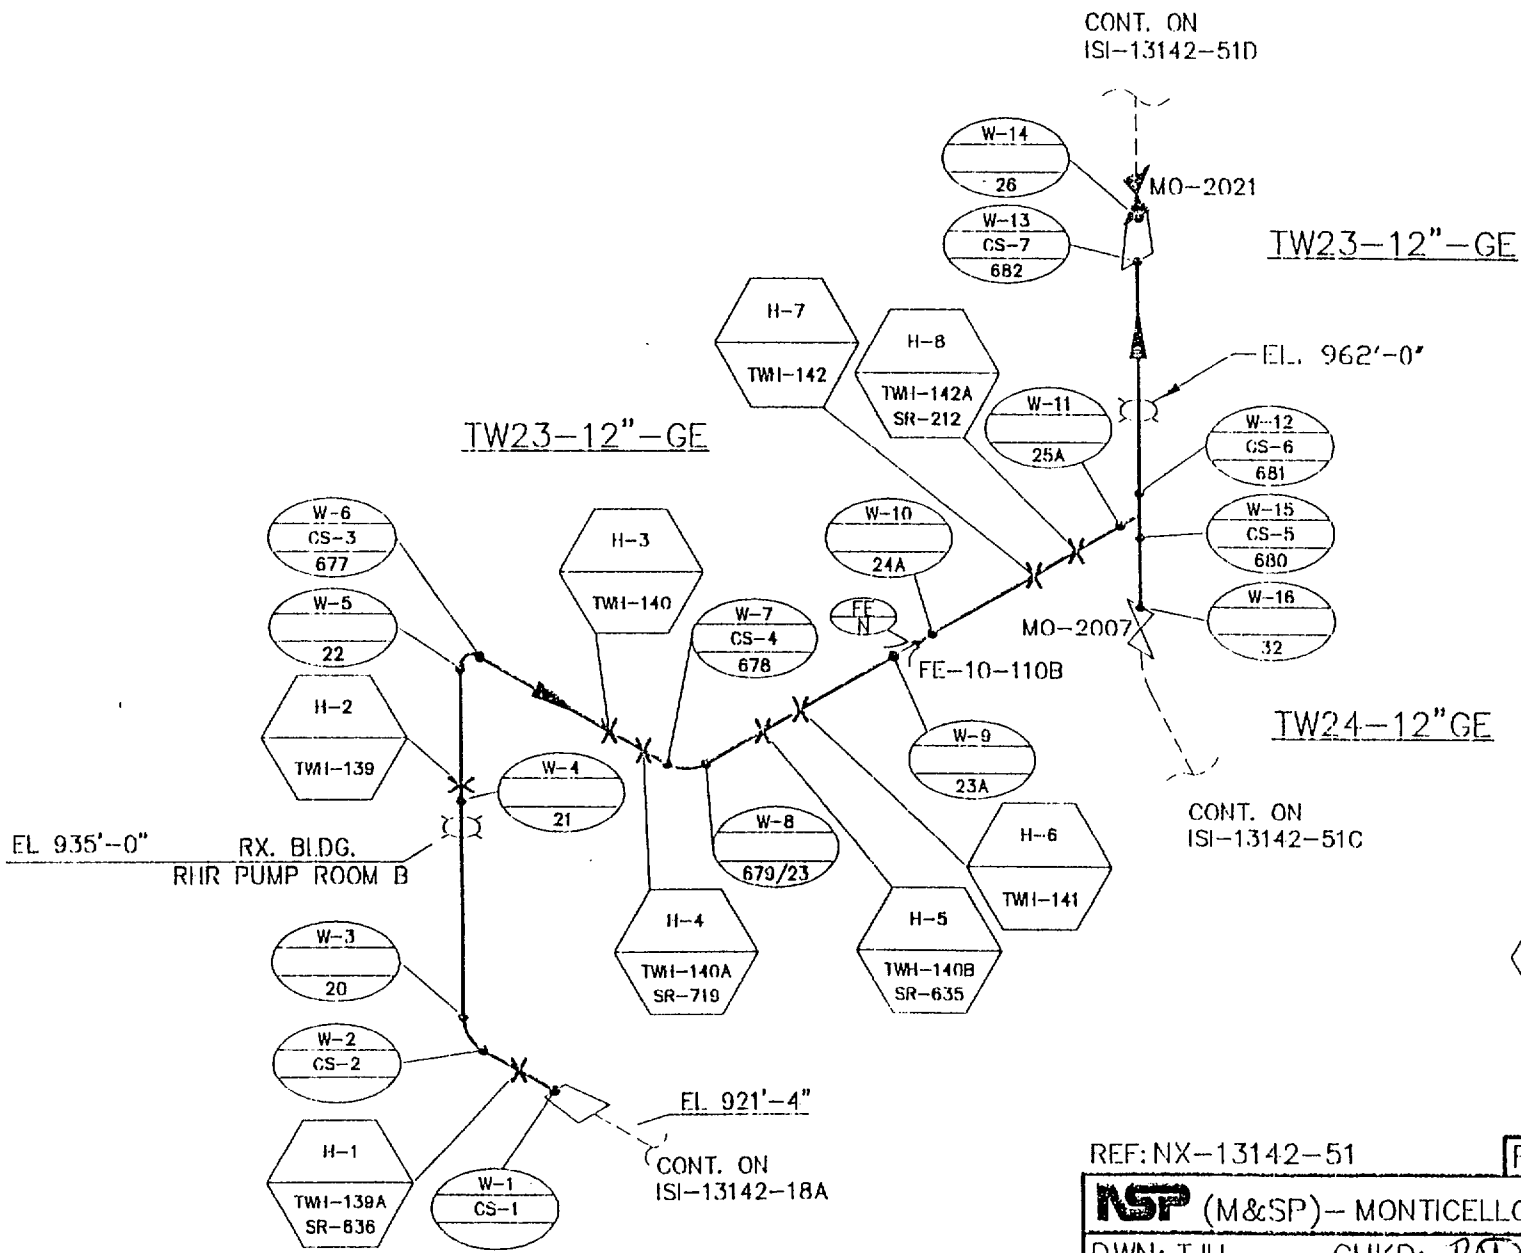 CONT. ON
ISI-13142-51D
W-14
26
MO-2021
W-13
CS-7
682
TW23-12"-GE
H-7
TWH-142
H-8
TWH-142A
SR-212
EL. 962'-0"
W-11
25A
W-12
CS-6
681
TW23-12"-GE
W-6
CS-3
677
H-3
TWH-140
W-10
24A
W-15
CS-5
680
W-5
22
W-7
CS-4
678
FE
N
MO-2007
W-16
32
FE-10-110B
H-2
TWH-139
W-4
21
W-9
23A
TW24-12"GE
CONT. ON
ISI-13142-51C
EL 935'-0"
RX. BLDG.
RHR PUMP ROOM B
W-8
679/23
H-6
TWH-141
W-3
20
H-4
TWH-140A
SR-719
H-5
TWH-140B
SR-635
W-2
CS-2
EL 921'-4"
H-1
TWH-139A
SR-636
W-1
CS-1
CONT. ON
ISI-13142-18A
REF: NX-13142-51
NSP (M&SP)- MONTICELLO
DWN: TJH
CHKD: